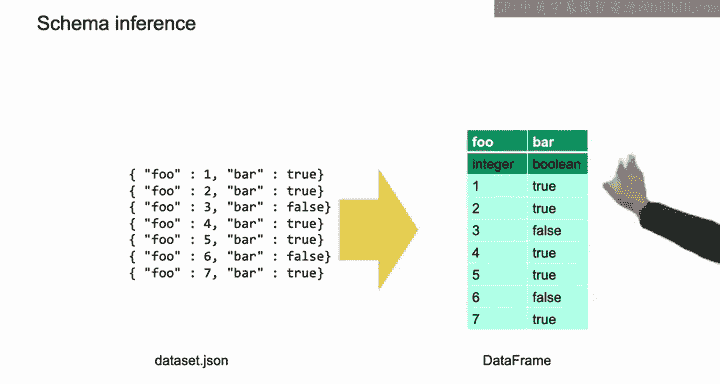 Schema inference
{ "foo" : 1, "bar" : true}
{ "foo" : 2, "bar" : true}
{ "foo" : 3, "bar" : false}
{ "foo" : 4, "bar" : true}
{ "foo" : 5, "bar" : true}
{ "foo" : 6, "bar" : false}
{ "foo" : 7, "bar" : true}
dataset.json
foo bar
integer boolean
1 true
2 true
3 false
4 true
5 true
6 false
7 true
DataFrame